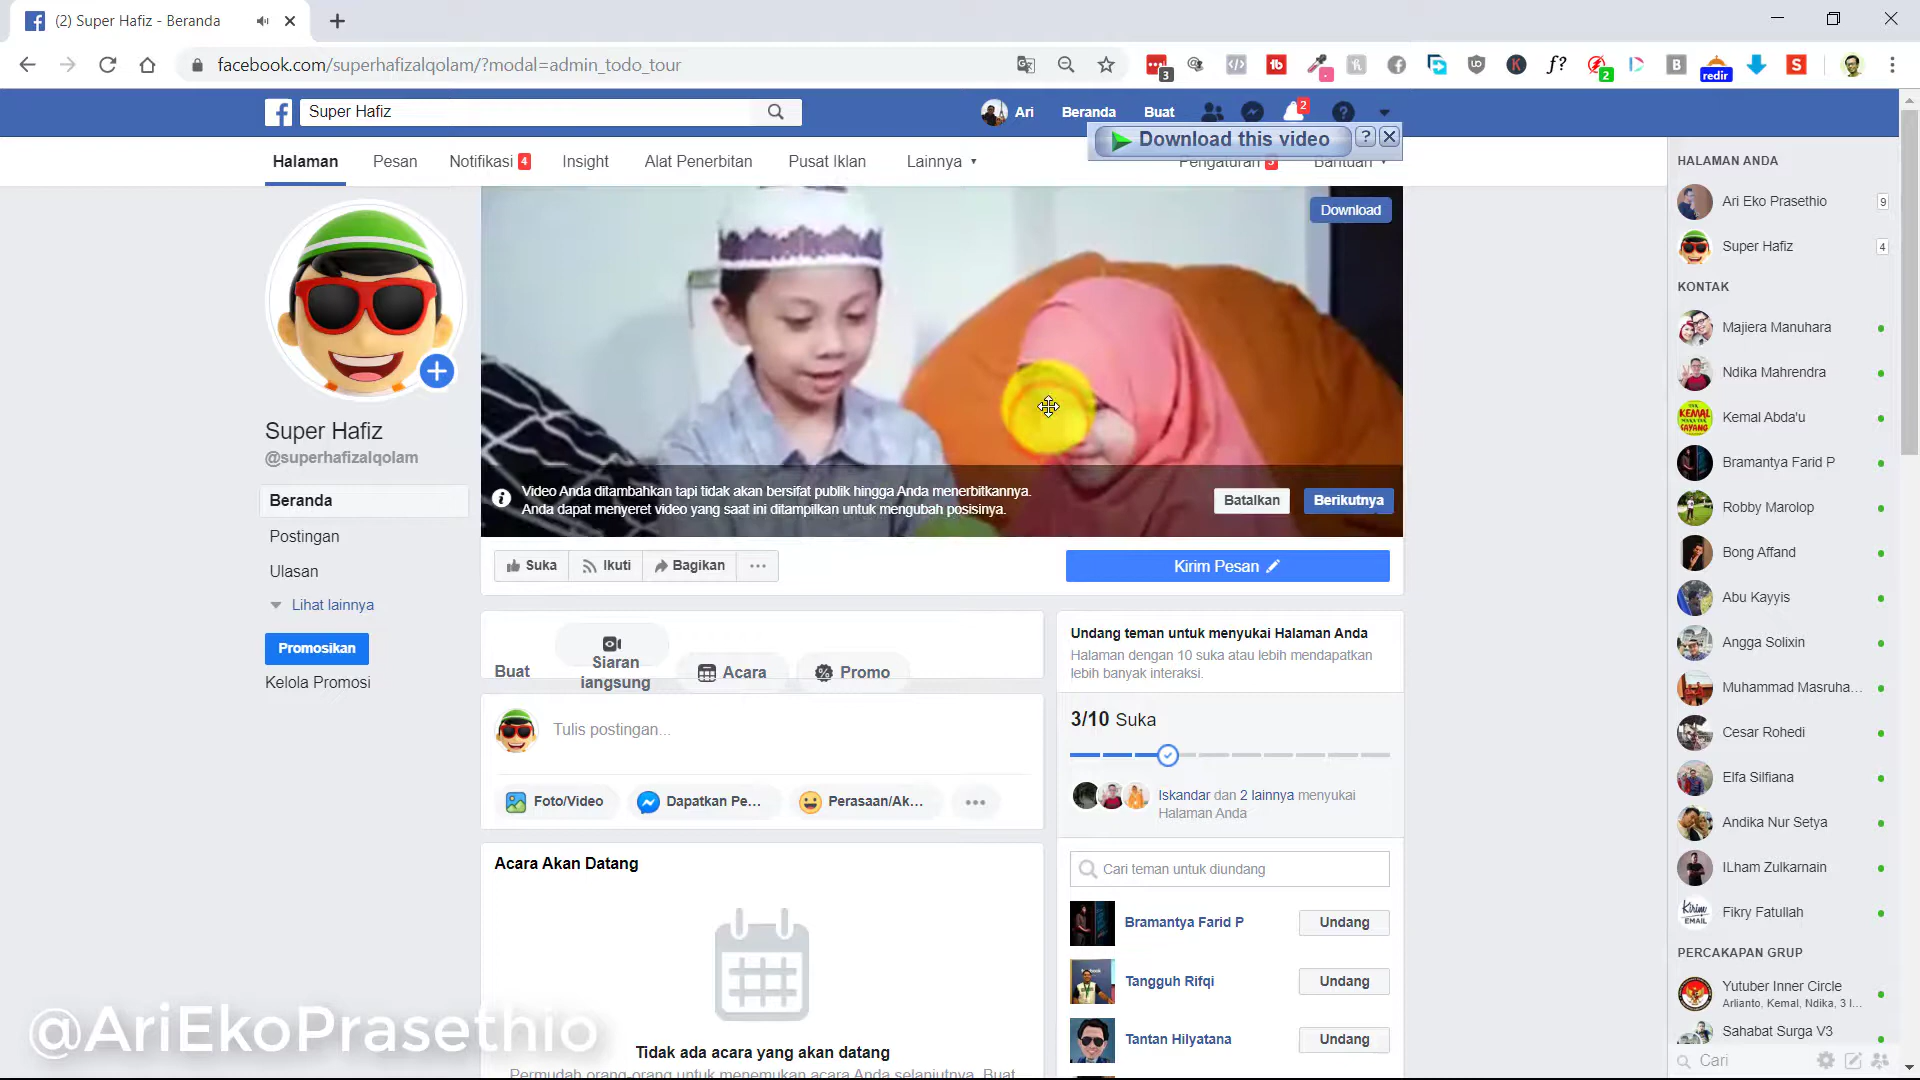 (2) Super Hafiz - Beranda
facebook.com/superhafizalqolam/?modal=admin_todo_tour
3
2
redir
Super Hafiz
Ari
Beranda
Buat
2
Download this video
?
Halaman
Pesan
Notifikasi 4
Insight
Alat Penerbitan
Pusat Iklan
Lainnya
Pengaturan
Bantuan
Download
Super Hafiz
@superhafizalqolam
Beranda
Postingan
Ulasan
Lihat lainnya
Promosikan
Kelola Promosi
Video Anda ditambahkan tapi tidak akan bersifat publik hingga Anda menerbitkannya.
Anda dapat menyeret video yang saat ini ditampilkan untuk mengubah posisinya.
Batalkan
Berikutnya
Suka
Ikuti
Bagikan
Kirim Pesan
Buat
Siaran
langsung
Acara
Promo
Tulis postingan...
Foto/Video
Dapatkan Pe...
Perasaan/Ak...
Acara Akan Datang
Tidak ada acara yang akan datang
Permudah orang-orang untuk menemukan acara Anda selanjutnya. Buat
Undang teman untuk menyukai Halaman Anda
Halaman dengan 10 suka atau lebih mendapatkan
lebih banyak interaksi.
3/10 Suka
Iskandar dan 2 lainnya menyukai
Halaman Anda
Cari teman untuk diundang
Bramantya Farid P
Undang
Tangguh Rifqi
Undang
Tantan Hilyatana
Undang
HALAMAN ANDA
Ari Eko Prasethio
9
Super Hafiz
4
KONTAK
Majiera Manuhara
Ndika Mahrendra
Kemal Abda'u
Bramantya Farid P
Robby Marolop
Bong Affand
Abu Kayyis
Angga Solixin
Muhammad Masruha...
Cesar Rohedi
Elfa Silfiana
Andika Nur Setya
ILham Zulkarnain
Fikry Fatullah
PERCAKAPAN GRUP
Yutuber Inner Circle
Arlianto, Kemal, Ndika, 3 l...
Sahabat Surga V3
Cari
@AriEkoPrasethio